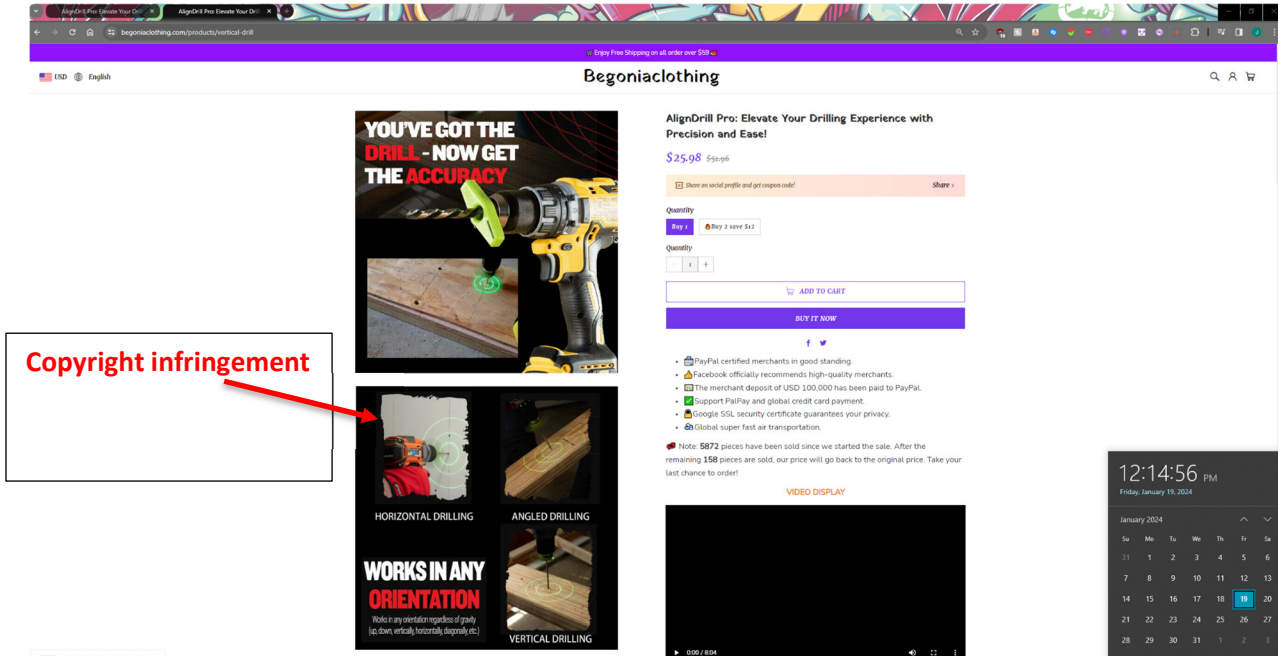 AlignDrill Pro: Elevate Your Dri
AlignDrill Pro: Elevate Your Dril
begoniaclothing.com/products/vertical-drill
Enjoy Free Shipping on all order over $59
USD English
Begoniaclothing
YOU'VE GOT THE
DRILL - NOW GET
THE ACCURACY
AlignDrill Pro: Elevate Your Drilling Experience with
Precision and Ease!
$25.98 $51.96
Share on social profile and get coupon code! Share >
Quantity
Buy 1 🔥Buy 2 save $12
Quantity
- 1 +
ADD TO CART
BUY IT NOW
Copyright infringement
• PayPal certified merchants in good standing.
• 👍Facebook officially recommends high-quality merchants.
• The merchant deposit of USD 100,000 has been paid to PayPal.
• ✅Support PalPay and global credit card payment.
• Google SSL security certificate guarantees your privacy.
• Global super fast air transportation.
Note: 5872 pieces have been sold since we started the sale. After the
remaining 158 pieces are sold, our price will go back to the original price. Take your
last chance to order!
VIDEO DISPLAY
HORIZONTAL DRILLING ANGLED DRILLING
WORKS IN ANY
ORIENTATION
Works in any orientation regardless of gravity
(up, down, vertically, horizontally, diagonally, etc.)
VERTICAL DRILLING
0:00 / 8:04
12:14:56 PM
Friday, January 19, 2024
January 2024
Su Mo Tu We Th Fr Sa
31 1 2 3 4 5 6
7 8 9 10 11 12 13
14 15 16 17 18 19 20
21 22 23 24 25 26 27
28 29 30 31 1 2 3